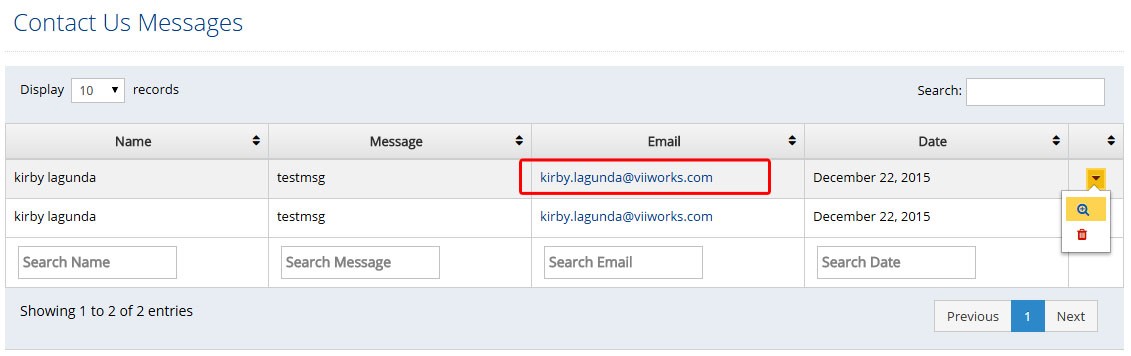 Contact Us Messages
Display 10 records Search:
Name Message Email Date
kirby lagunda testmsg kirby.lagunda@viiworks.com December 22, 2015
kirby lagunda testmsg kirby.lagunda@viiworks.com December 22, 2015
Search Name Search Message Search Email Search Date
Showing 1 to 2 of 2 entries Previous 1 Next